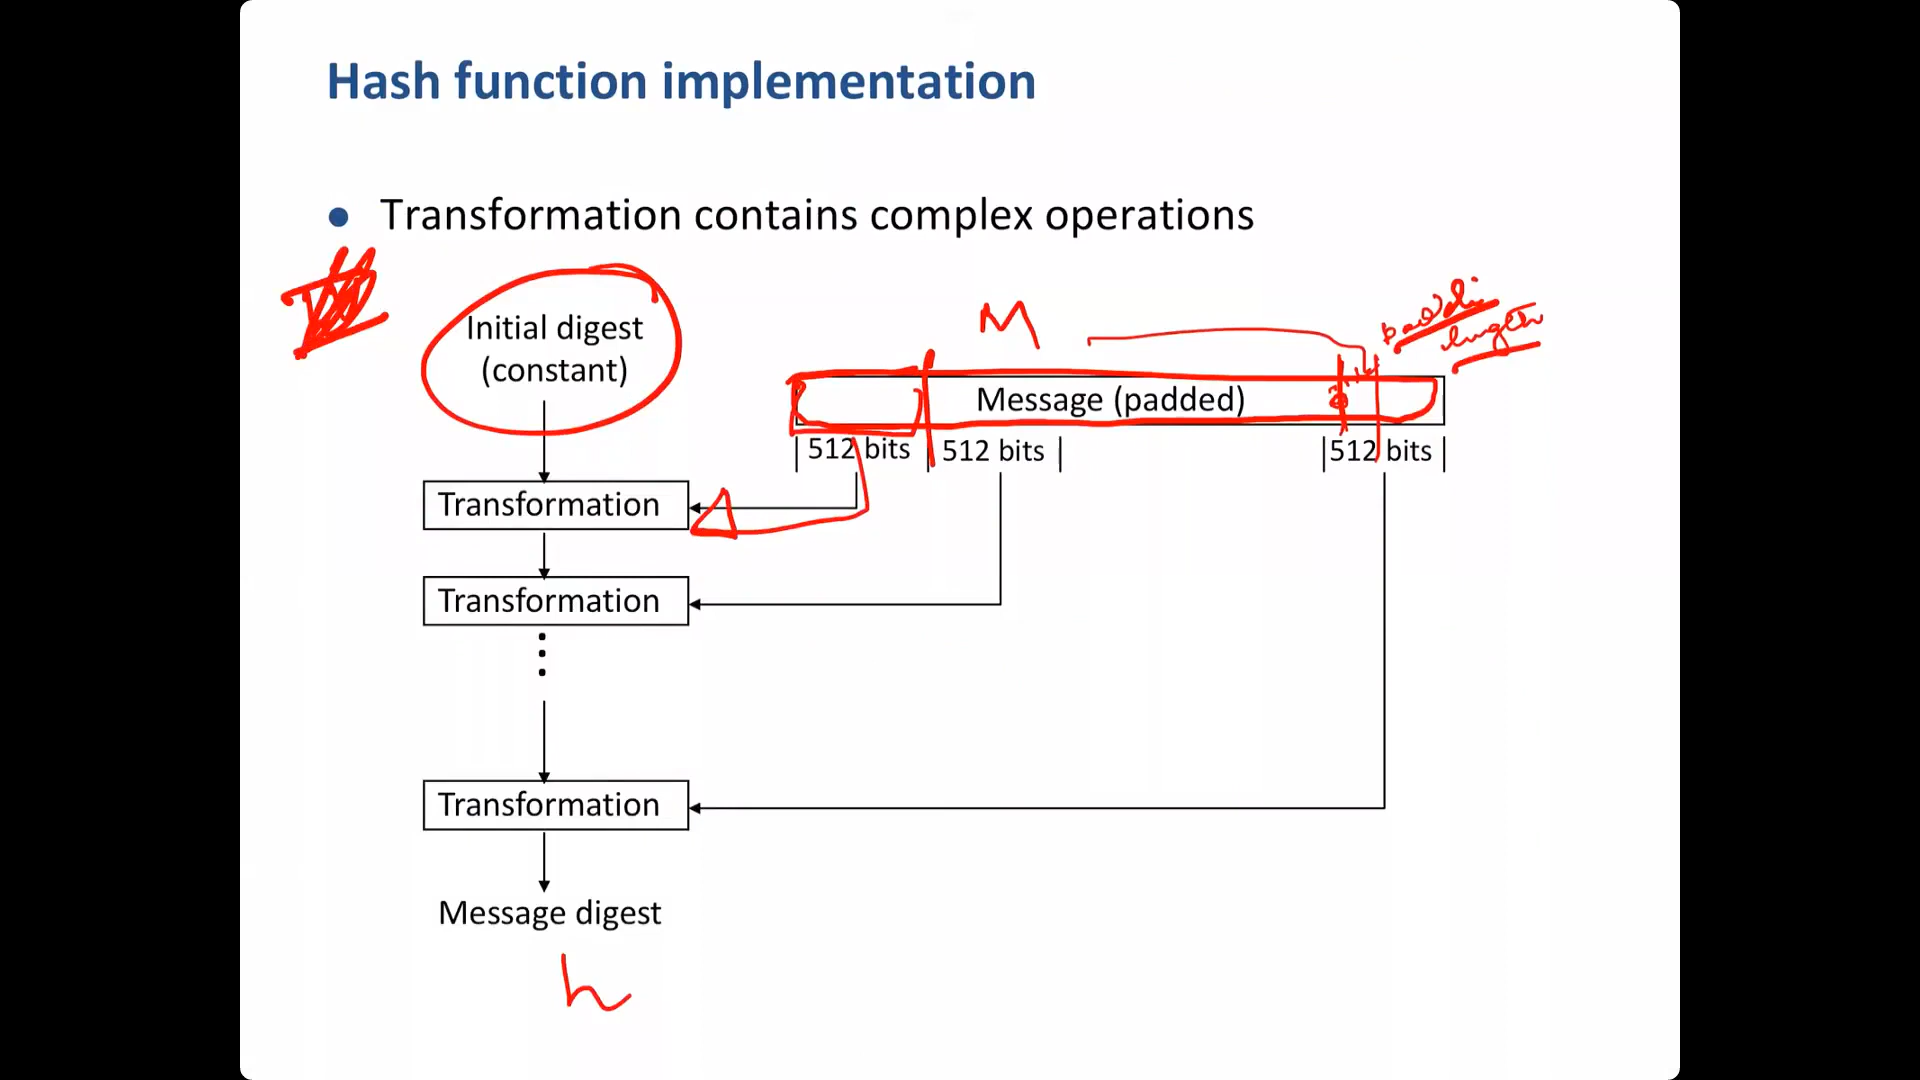 Hash function implementation
● Transformation contains complex operations
Initial digest
(constant)
M
length
Message (padded)
|512 bits |512 bits | |512 bits |
Transformation
Transformation
Transformation
Message digest
h